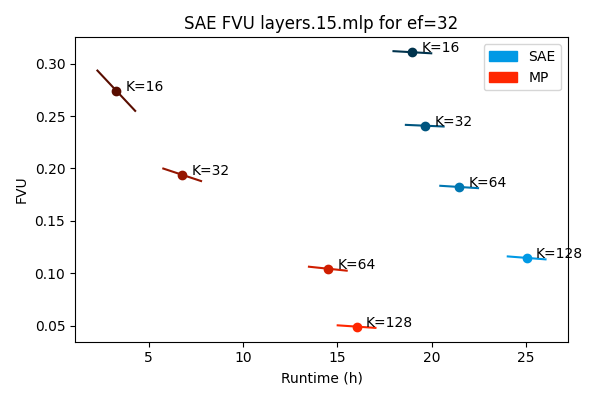 SAE FVU layers.15.mlp for ef=32
FVU
0.30
0.25
0.20
0.15
0.10
0.05
K=16
K=32
K=64
K=128
K=16
K=32
K=64
K=128
SAE
MP
5
10
15
20
25
Runtime (h)